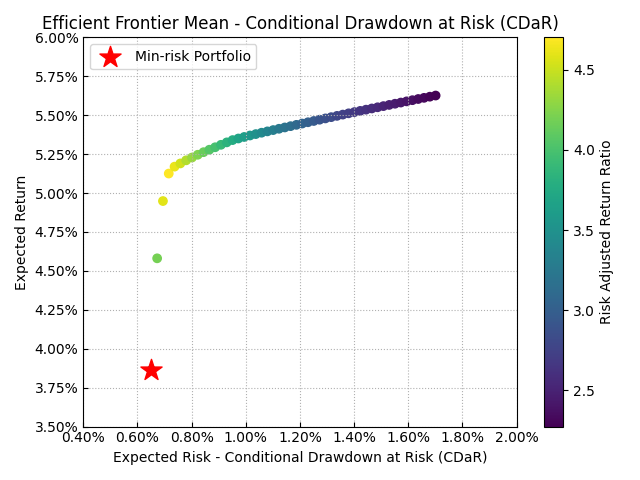 Efficient Frontier Mean - Conditional Drawdown at Risk (CDaR)
Min-risk Portfolio
6.00%
5.75%
5.50%
5.25%
5.00%
4.75%
4.50%
4.25%
4.00%
3.75%
3.50%
Expected Return
0.40% 0.60% 0.80% 1.00% 1.20% 1.40% 1.60% 1.80% 2.00%
Expected Risk - Conditional Drawdown at Risk (CDaR)
4.5
4.0
3.5
3.0
2.5
Risk Adjusted Return Ratio